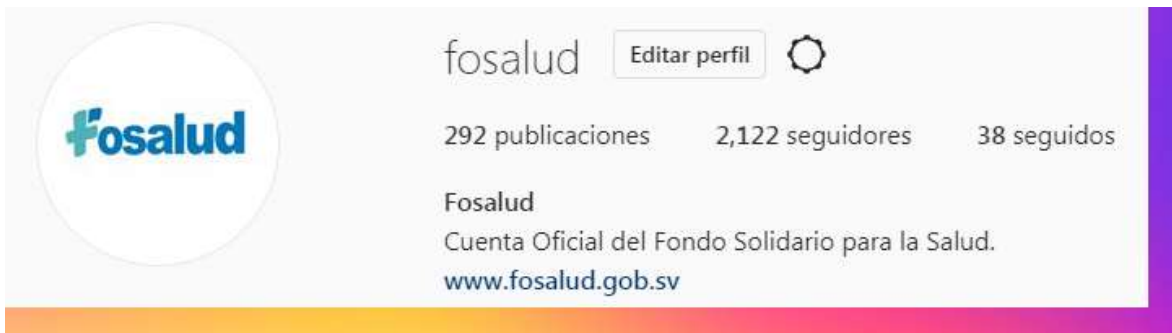 Fosalud
fosalud Editar perfil
292 publicaciones 2,122 seguidores 38 seguidos
Fosalud
Cuenta Oficial del Fondo Solidario para la Salud.
www.fosalud.gob.sv